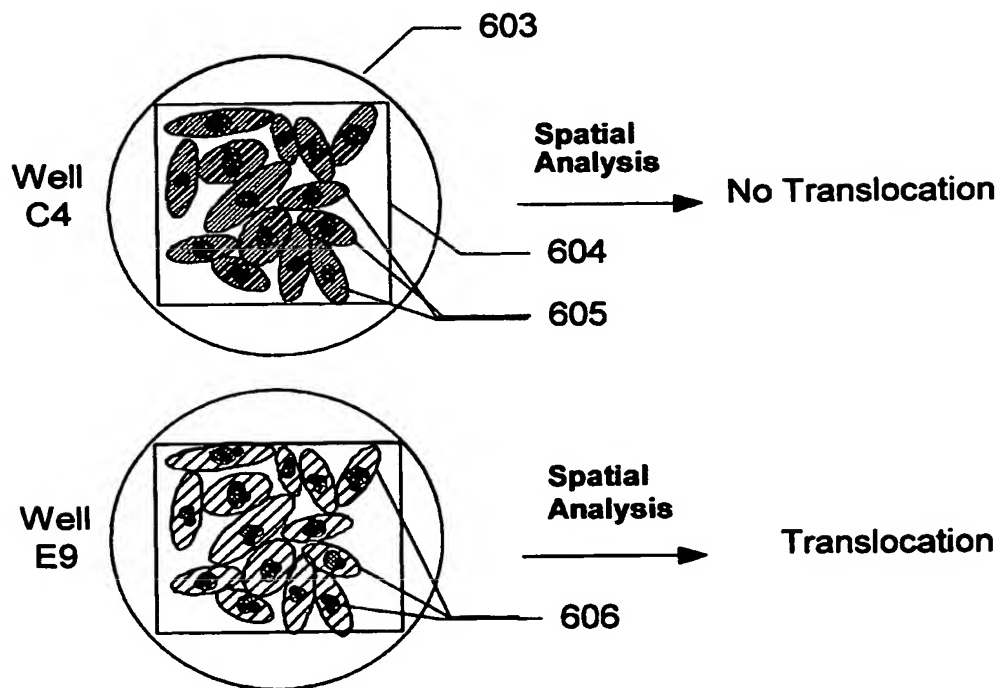 603
Well
C4
Spatial
Analysis
No Translocation
604
605
Well
E9
Spatial
Analysis
Translocation
606